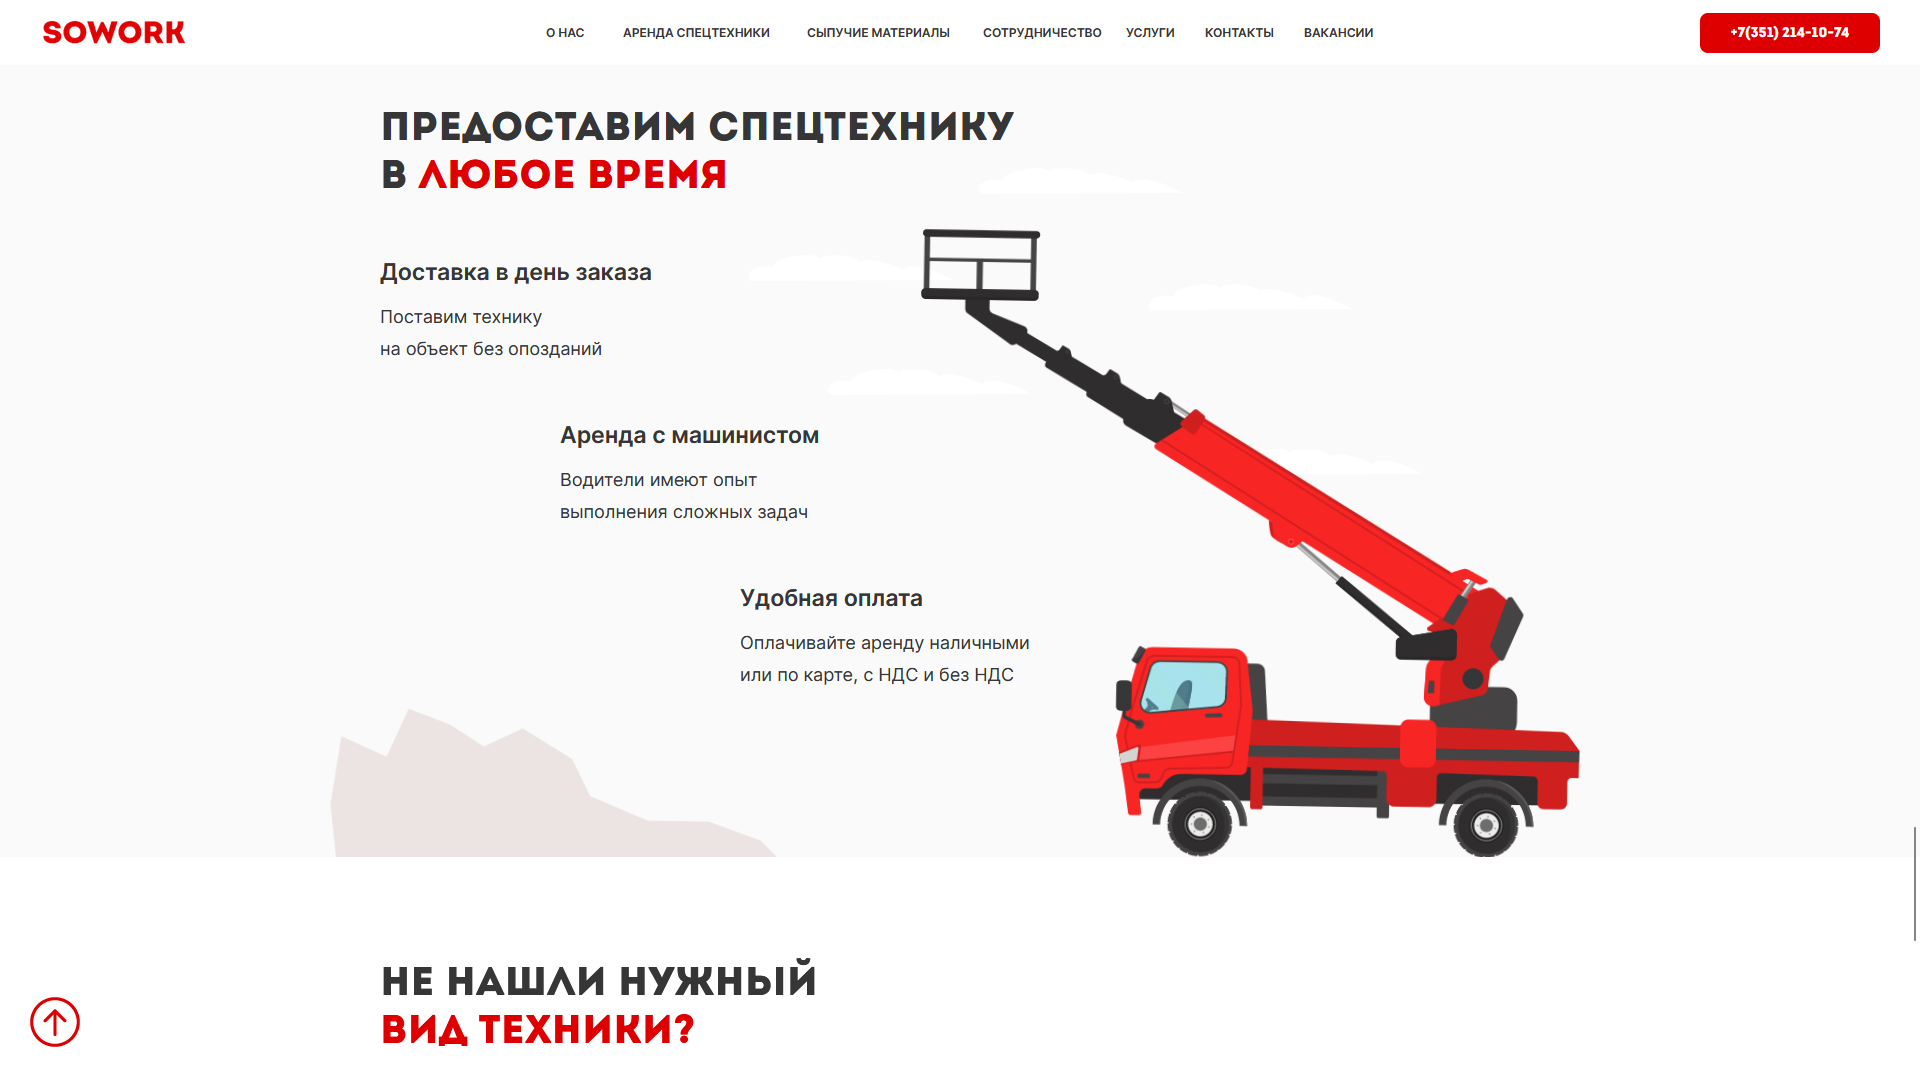 SOWORK
О НАС
АРЕНДА СПЕЦТЕХНИКИ
СЫПУЧИЕ МАТЕРИАЛЫ
СОТРУДНИЧЕСТВО
УСЛУГИ
КОНТАКТЫ
ВАКАНСИИ
+7(351) 214-10-74
ПРЕДОСТАВИМ СПЕЦТЕХНИКУ
В ЛЮБОЕ ВРЕМЯ
Доставка в день заказа
Поставим технику
на объект без опозданий
Аренда с машинистом
Водители имеют опыт
выполнения сложных задач
Удобная оплата
Оплачивайте аренду наличными
или по карте, с НДС и без НДС
НЕ НАШЛИ НУЖНЫЙ
ВИД ТЕХНИКИ?